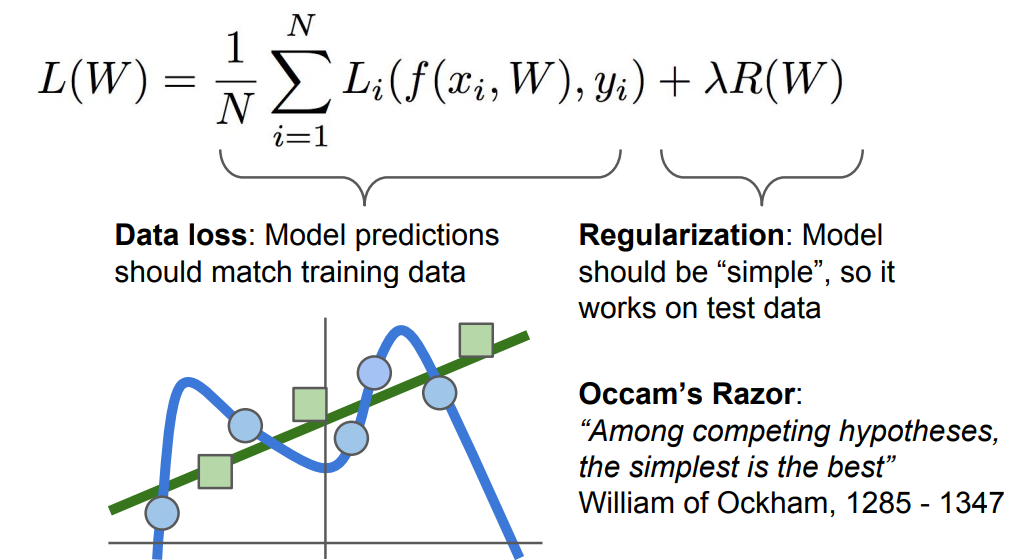 L(W) = \frac{1}{N} \sum_{i=1}^{N} L_i(f(x_i, W), y_i) + λR(W)
Data loss: Model predictions
should match training data
Regularization: Model
should be “simple”, so it
works on test data
Occam’s Razor:
“Among competing hypotheses,
the simplest is the best”
William of Ockham, 1285 - 1347